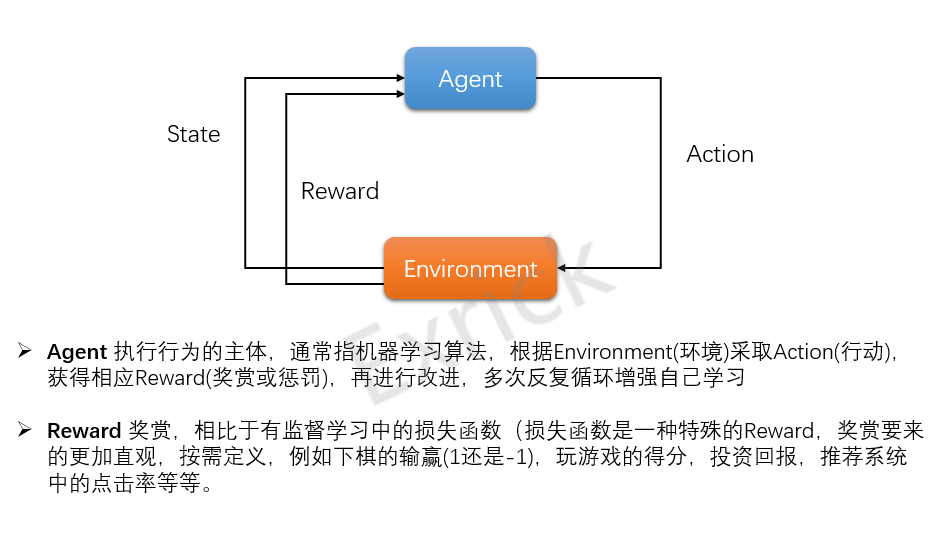 Agent
State
Action
Reward
Environment
Exrick
➢ Agent 执行行为的主体，通常指机器学习算法，根据Environment(环境)采取Action(行动)，
获得相应Reward(奖赏或惩罚)，再进行改进，多次反复循环增强自己学习
➢ Reward 奖赏，相比于有监督学习中的损失函数（损失函数是一种特殊的Reward，奖赏要来
的更加直观，按需定义，例如下棋的输赢(1还是-1)，玩游戏的得分，投资回报，推荐系统
中的点击率等等。